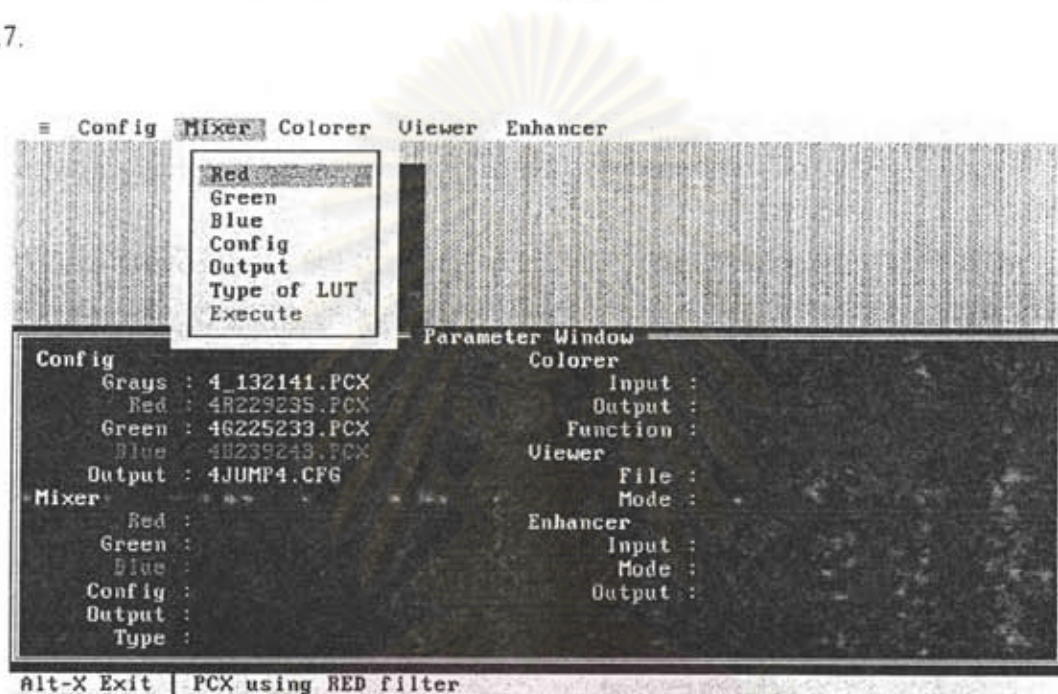 7.
≡ Config Mixer Colorer Viewer Enhancer
Red
Green
Blue
Config
Output
Type of LUT
Execute
Parameter Window
Config
Grays : 4_132141.PCX
Red : 4R229235.PCX
Green : 4G225233.PCX
Blue : 4B239243.PCX
Output : 4JUMP4.CFG
Mixer
Red :
Green :
Blue :
Config :
Output :
Type :
Colorer
Input :
Output :
Function :
Viewer
File :
Mode :
Enhancer
Input :
Mode :
Output :
Alt-X Exit | PCX using RED filter